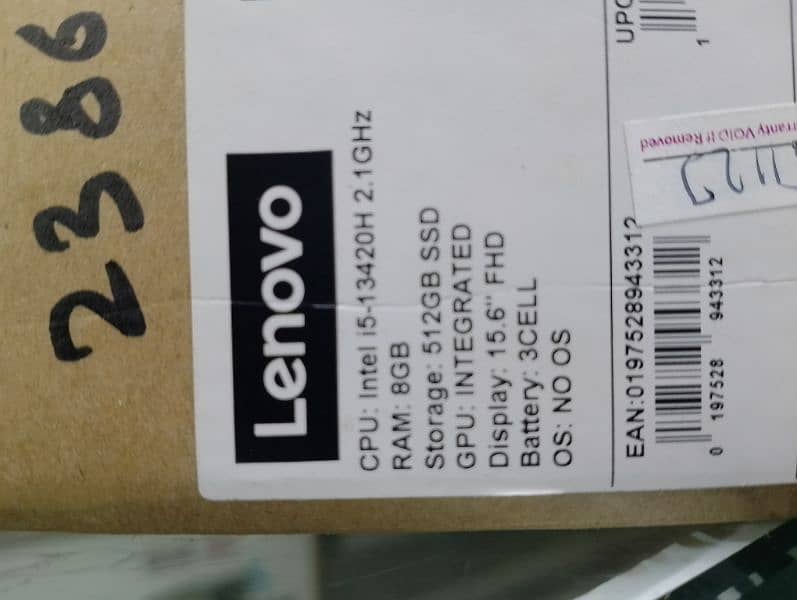 2386
Lenovo
CPU: Intel i5-13420H 2.1GHz
RAM: 8GB
Storage: 512GB SSD
GPU: INTEGRATED
Display: 15.6" FHD
Battery: 3CELL
OS: NO OS
EAN:0197528943312
0 197528 943312
UPC
1
VOID If Removed